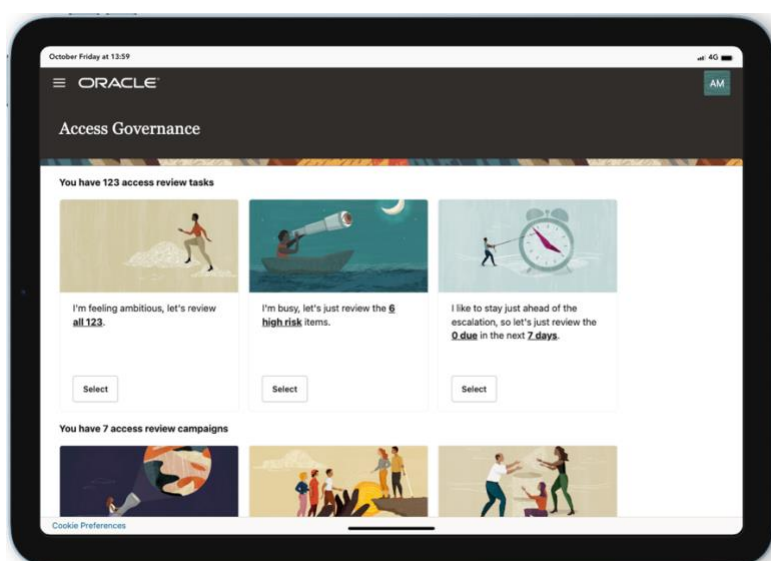 October Friday at 13:59
4G
ORACLE
AM
Access Governance
You have 123 access review tasks
I'm feeling ambitious, let's review
all 123.
Select
I'm busy, let's just review the 6
high risk items.
Select
I like to stay just ahead of the
escalation, so let's just review the
0 due in the next 7 days.
Select
You have 7 access review campaigns
Cookie Preferences